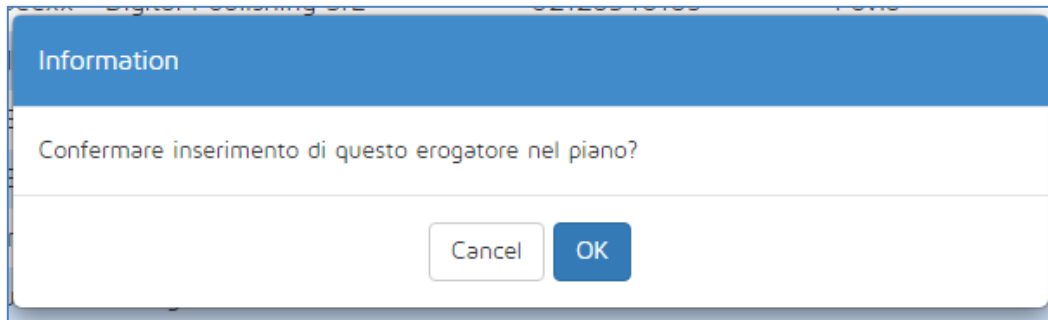 Information
Confermare inserimento di questo erogatore nel piano?
Cancel OK